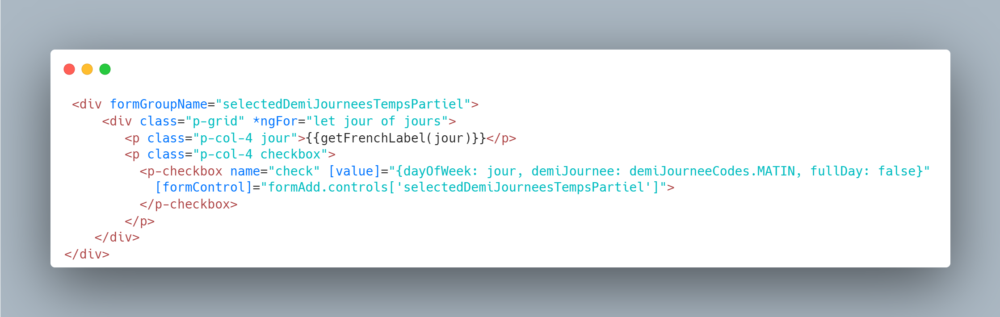 <div formGroupName="selectedDemiJourneesTempsPartiel">
<div class="p-grid" *ngFor="let jour of jours">
<p class="p-col-4 jour">{{getFrenchLabel(jour)}}</p>
<p class="p-col-4 checkbox">
<p-checkbox name="check" [value]="{dayOfWeek: jour, demiJournee: demiJourneeCodes.MATIN, fullDay: false}"
[formControl]="formAdd.controls['selectedDemiJourneesTempsPartiel']">
</p-checkbox>
</p>
</div>
</div>